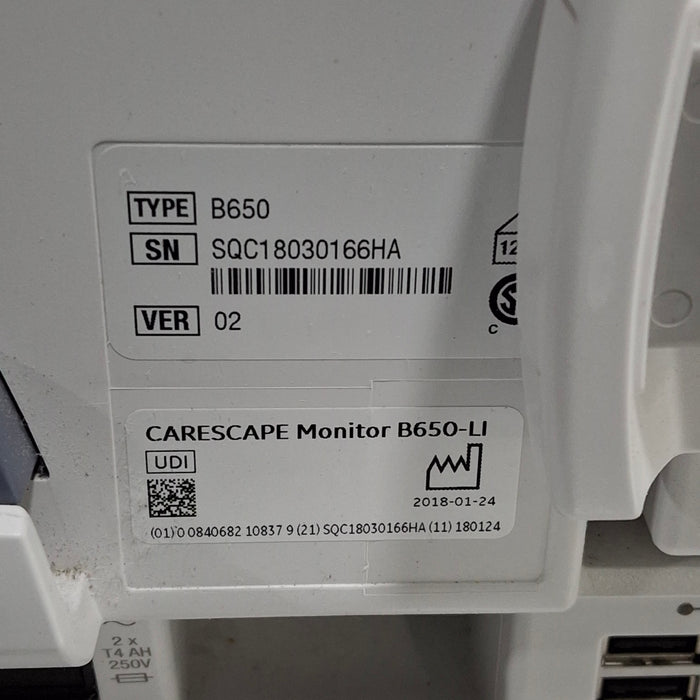 TYPE B650
SN SQC18030166HA
12
C
VER 02
CARESCAPE Monitor B650-LI
UDI
2018-01-24
(01) 0 0840682 10837 9 (21) SQC18030166HA (11) 180124
2 x
T4 AH
250V